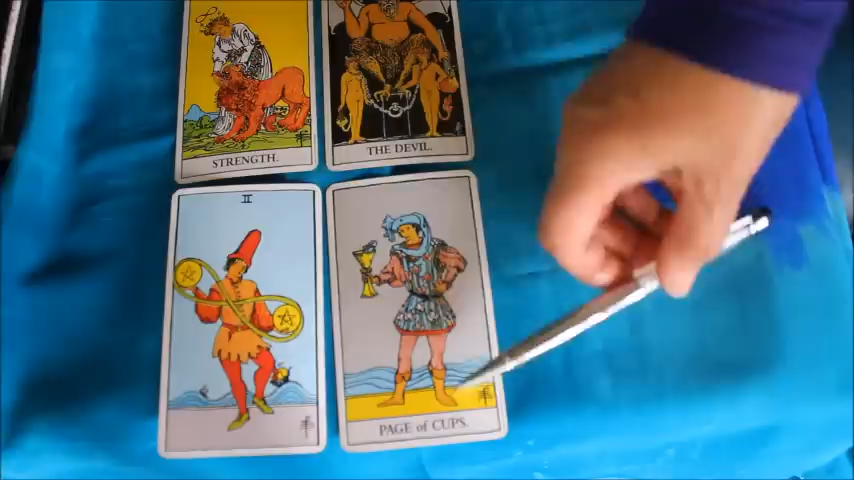 STRENGTH.
THE DEVIL.
II
PAGE of CUPS.